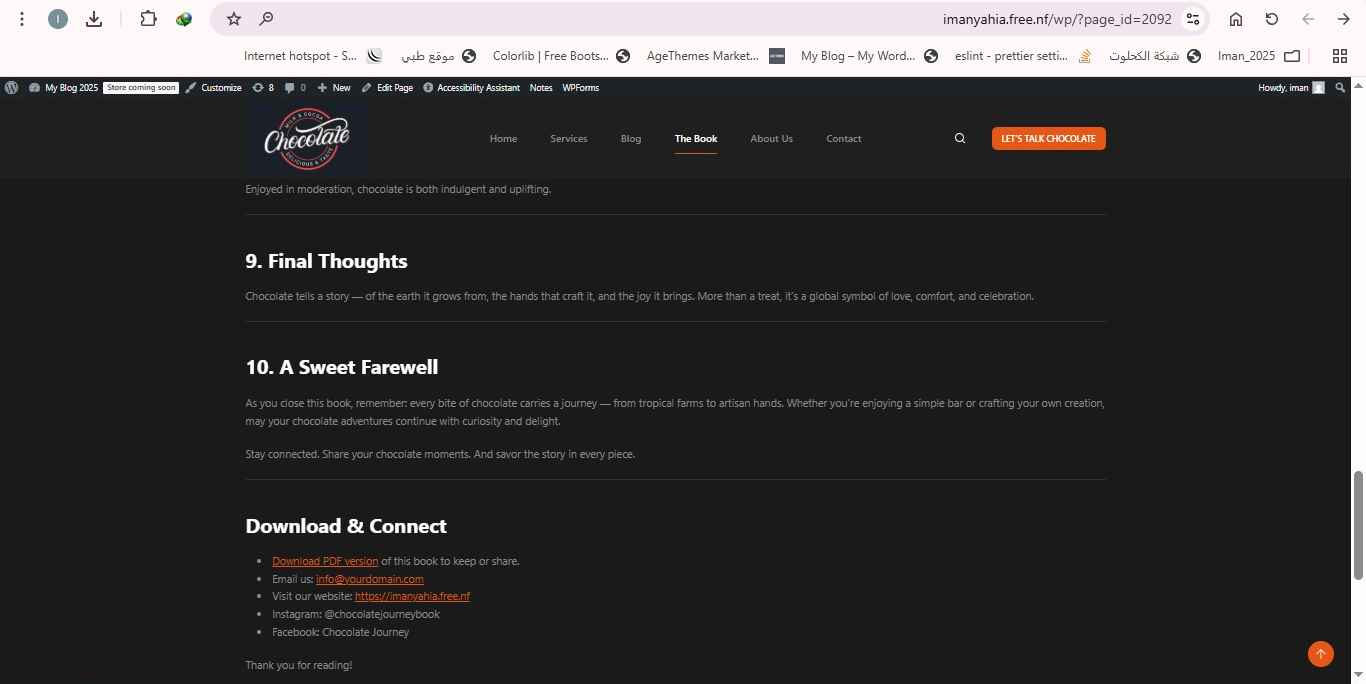 imanyahia.free.nf/wp/?page_id=2092
Internet hotspot - S...
موقع طبي
Colorlib | Free Boots...
AgeThemes Market...
My Blog – My Word...
eslint - prettier setti...
شبكة الكحلوت
Iman_2025
My Blog 2025 Store coming soon Customize 8 0 New Edit Page Accessibility Assistant Notes WPForms Howdy, iman
MILK & COCOA
Chocolate
DELICIOUS & TASTE
Home Services Blog The Book About Us Contact LET'S TALK CHOCOLATE
Enjoyed in moderation, chocolate is both indulgent and uplifting.
9. Final Thoughts
Chocolate tells a story — of the earth it grows from, the hands that craft it, and the joy it brings. More than a treat, it's a global symbol of love, comfort, and celebration.
10. A Sweet Farewell
As you close this book, remember: every bite of chocolate carries a journey — from tropical farms to artisan hands. Whether you're enjoying a simple bar or crafting your own creation,
may your chocolate adventures continue with curiosity and delight.
Stay connected. Share your chocolate moments. And savor the story in every piece.
Download & Connect
Download PDF version of this book to keep or share.
Email us: info@yourdomain.com
Visit our website: https://imanyahia.free.nf
Instagram: @chocolatejourneybook
Facebook: Chocolate Journey
Thank you for reading!